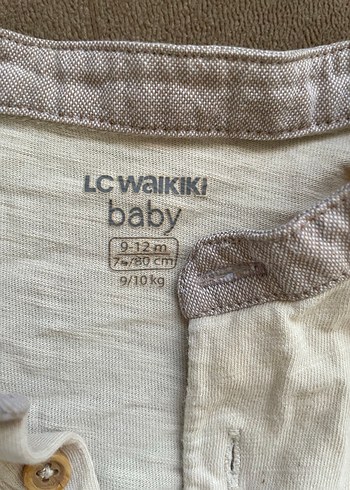 LC WAIKIKI
baby
9-12 m
/80 cm
9/10 kg